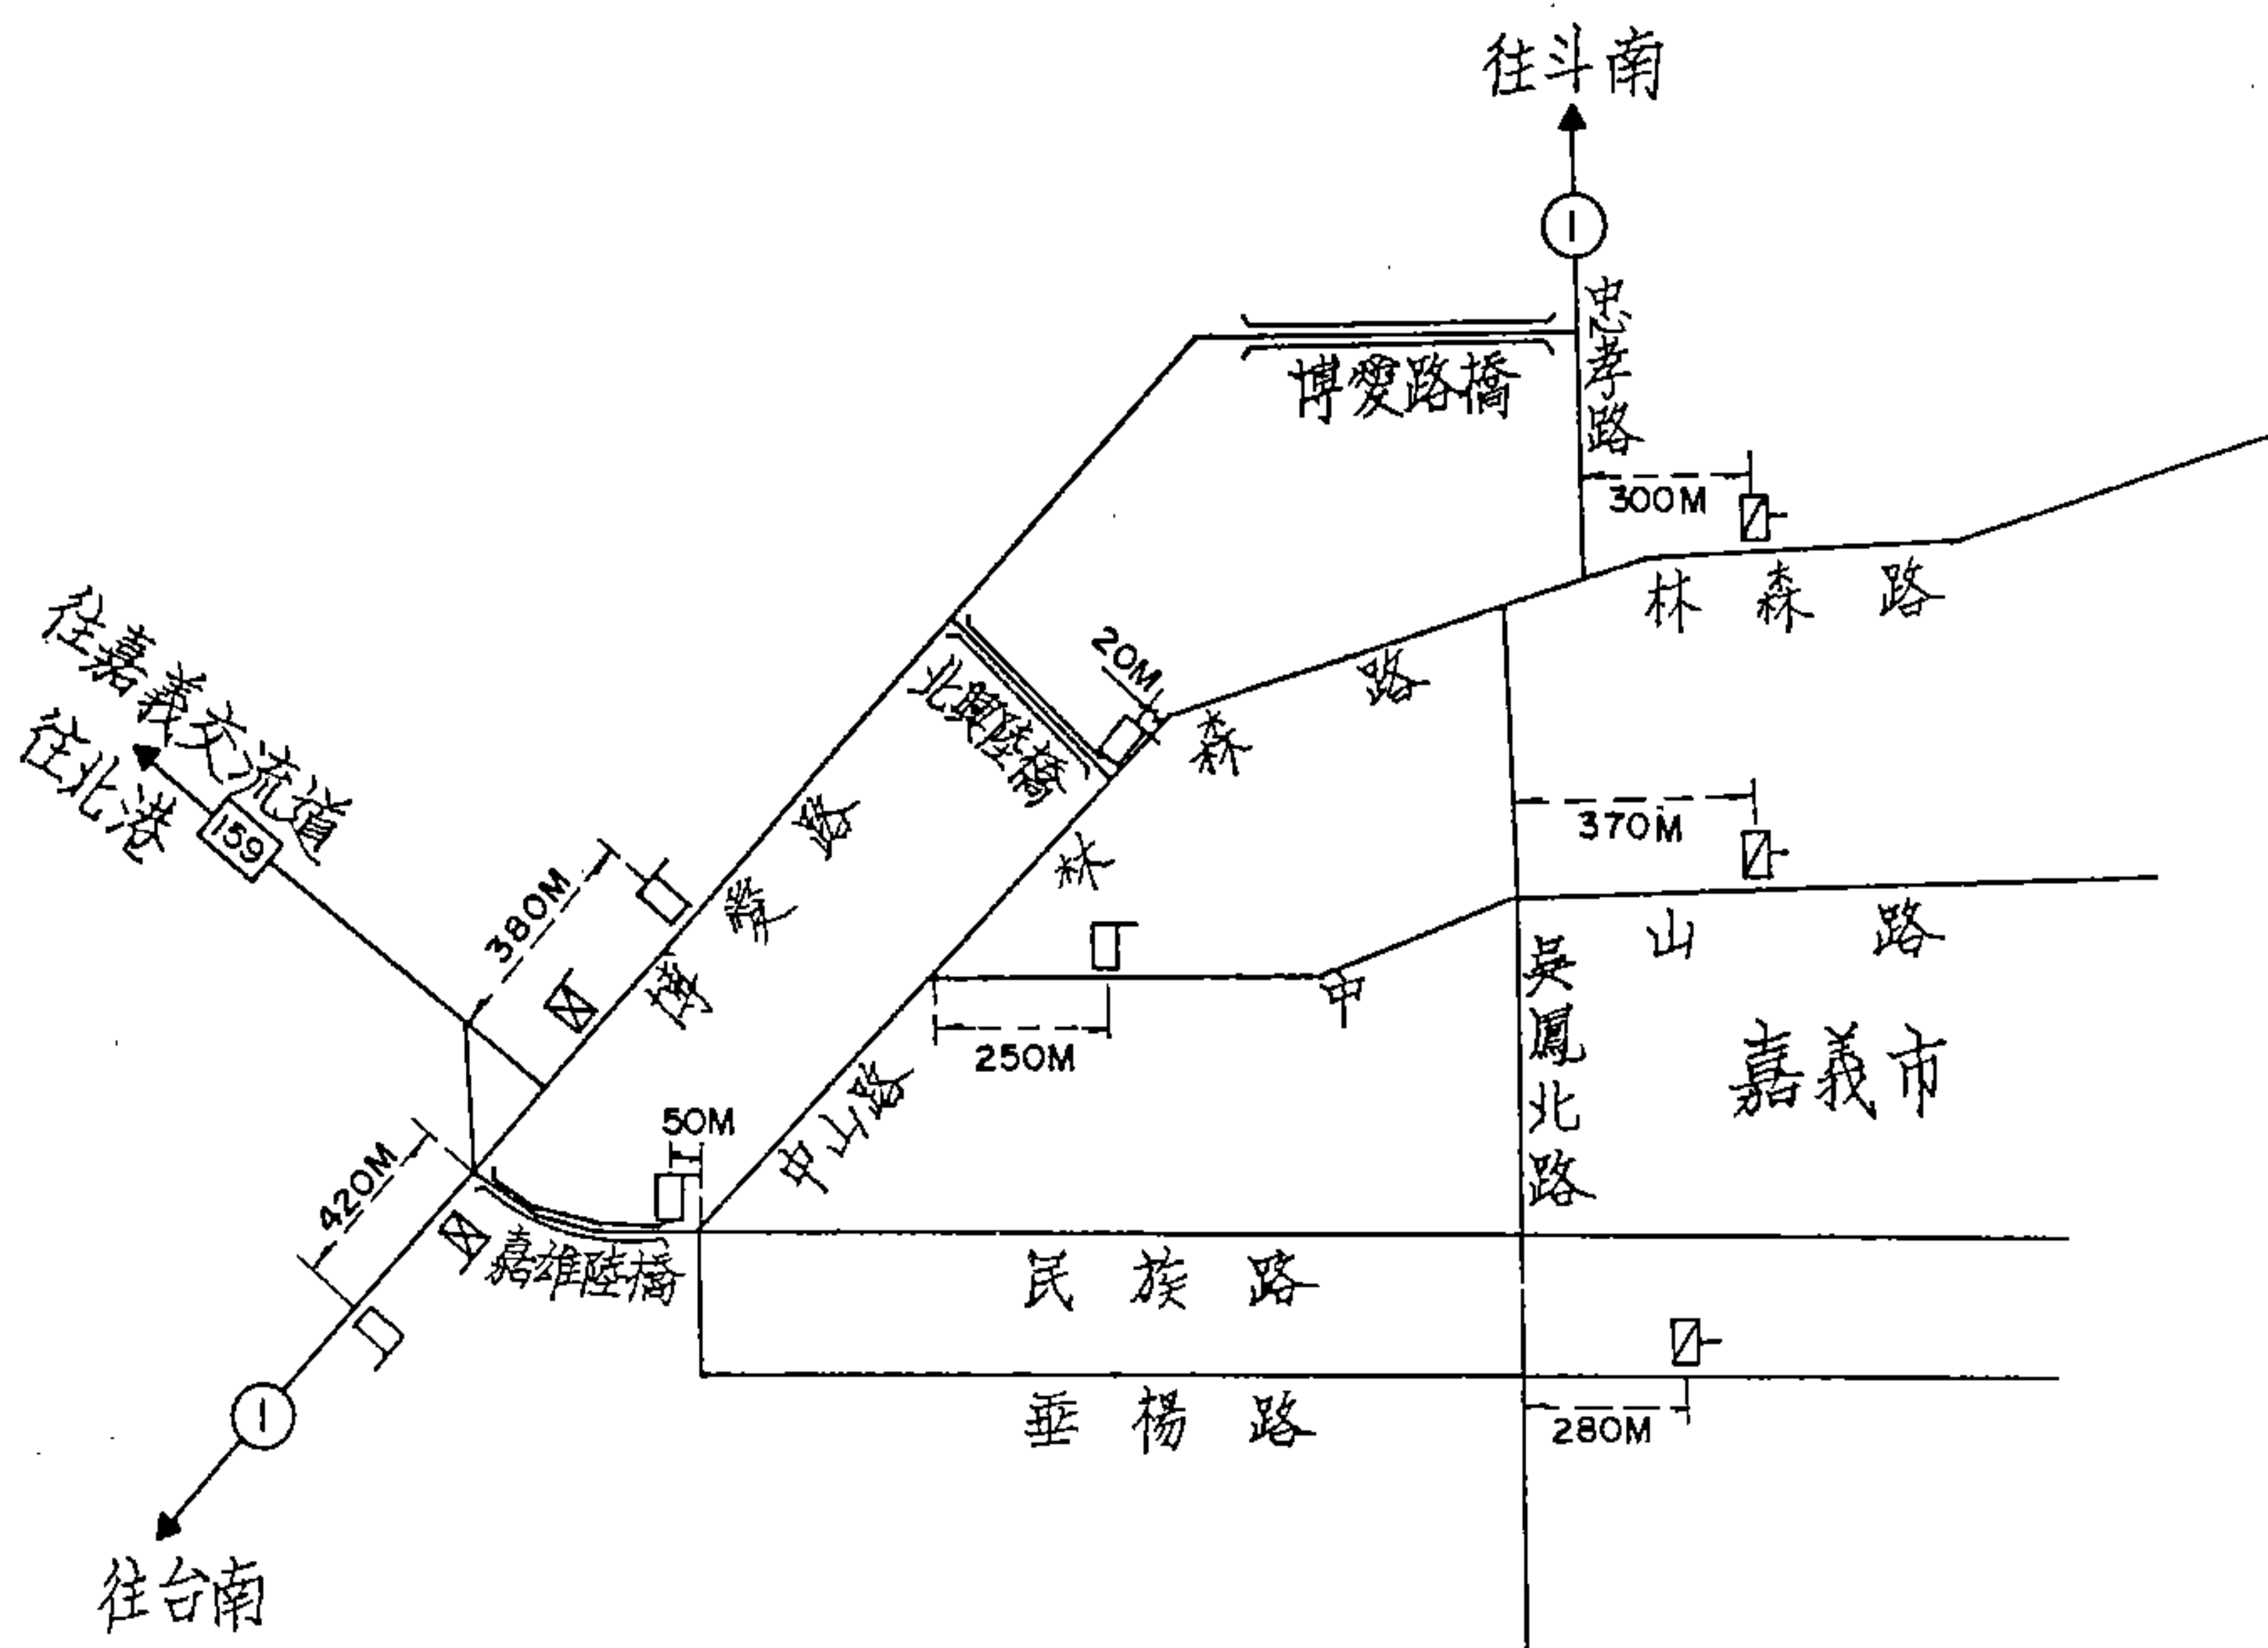 往斗南
1
忠孝路
博愛路橋
300M
林森路
20M
北興陸橋
林森路
往嘉義交流道
往北港
159
380M
博愛路
370M
中山路
吳鳳北路
嘉義市
250M
中山路
50M
420M
嘉雄陸橋
民族路
垂楊路
280M
1
往台南